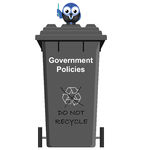 Government
Policies
DO NOT
RECYCLE